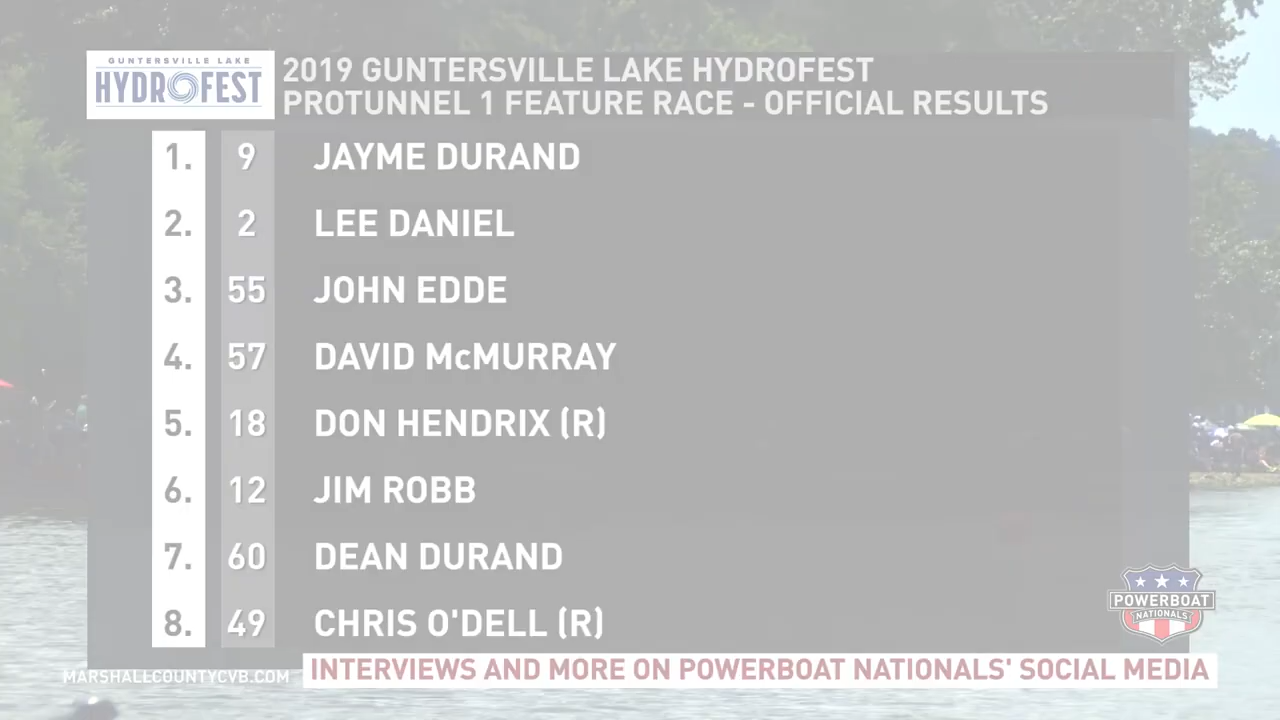 GUNTERSVILLE LAKE
HYDROFEST
2019 GUNTERSVILLE LAKE HYDROFEST
PROTUNNEL 1 FEATURE RACE - OFFICIAL RESULTS
1. 9 JAYME DURAND
2. 2 LEE DANIEL
3. 55 JOHN EDDE
4. 57 DAVID McMURRAY
5. 18 DON HENDRIX (R)
6. 12 JIM ROBB
7. 60 DEAN DURAND
8. 49 CHRIS O'DELL (R)
POWERBOAT
NATIONALS
MARSHALLCOUNTYCVB.COM
INTERVIEWS AND MORE ON POWERBOAT NATIONALS' SOCIAL MEDIA